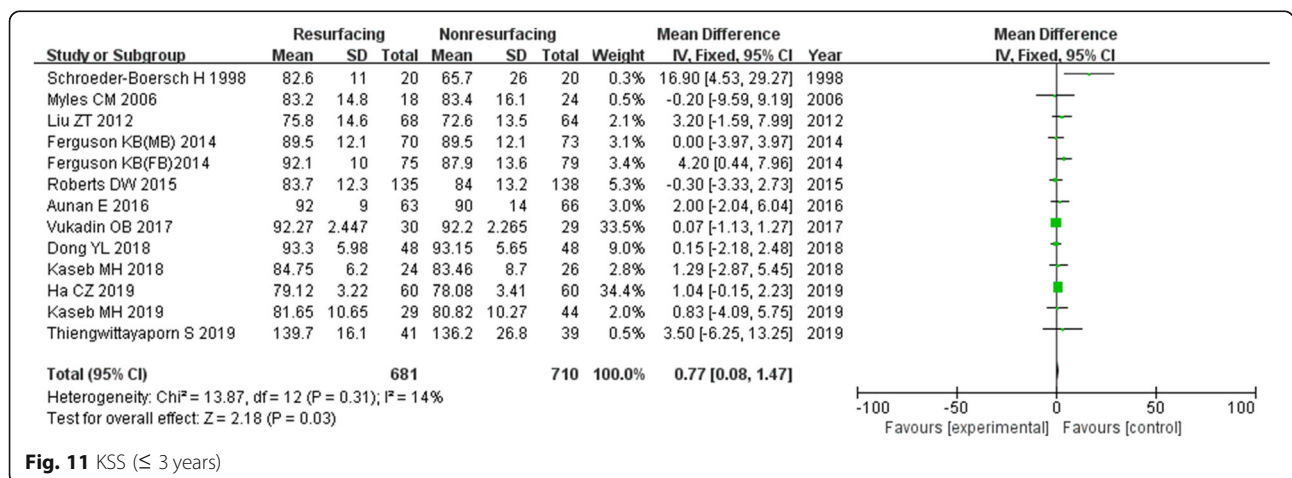 Resurfacing Nonresurfacing Mean Difference Mean Difference
Study or Subgroup Mean SD Total Mean SD Total Weight IV, Fixed, 95% CI Year IV, Fixed, 95% CI
Schroeder-Boersch H 1998 82.6 11 20 65.7 26 20 0.3% 16.90 [4.53, 29.27] 1998
Myles CM 2006 83.2 14.8 18 83.4 16.1 24 0.5% -0.20 [-9.59, 9.19] 2006
Liu ZT 2012 75.8 14.6 68 72.6 13.5 64 2.1% 3.20 [-1.59, 7.99] 2012
Ferguson KB(MB) 2014 89.5 12.1 70 89.5 12.1 73 3.1% 0.00 [-3.97, 3.97] 2014
Ferguson KB(FB)2014 92.1 10 75 87.9 13.6 79 3.4% 4.20 [0.44, 7.96] 2014
Roberts DW 2015 83.7 12.3 135 84 13.2 138 5.3% -0.30 [-3.33, 2.73] 2015
Aunan E 2016 92 9 63 90 14 66 3.0% 2.00 [-2.04, 6.04] 2016
Vukadin OB 2017 92.27 2.447 30 92.2 2.265 29 33.5% 0.07 [-1.13, 1.27] 2017
Dong YL 2018 93.3 5.98 48 93.15 5.65 48 9.0% 0.15 [-2.18, 2.48] 2018
Kaseb MH 2018 84.75 6.2 24 83.46 8.7 26 2.8% 1.29 [-2.87, 5.45] 2018
Ha CZ 2019 79.12 3.22 60 78.08 3.41 60 34.4% 1.04 [-0.15, 2.23] 2019
Kaseb MH 2019 81.65 10.65 29 80.82 10.27 44 2.0% 0.83 [-4.09, 5.75] 2019
Thiengwittayaporn S 2019 139.7 16.1 41 136.2 26.8 39 0.5% 3.50 [-6.25, 13.25] 2019
Total (95% CI) 681 710 100.0% 0.77 [0.08, 1.47]
Heterogeneity: Chi² = 13.87, df = 12 (P = 0.31); I² = 14%
Test for overall effect: Z = 2.18 (P = 0.03)
-100 -50 0 50 100
Favours [experimental] Favours [control]
Fig. 11 KSS (≤ 3 years)